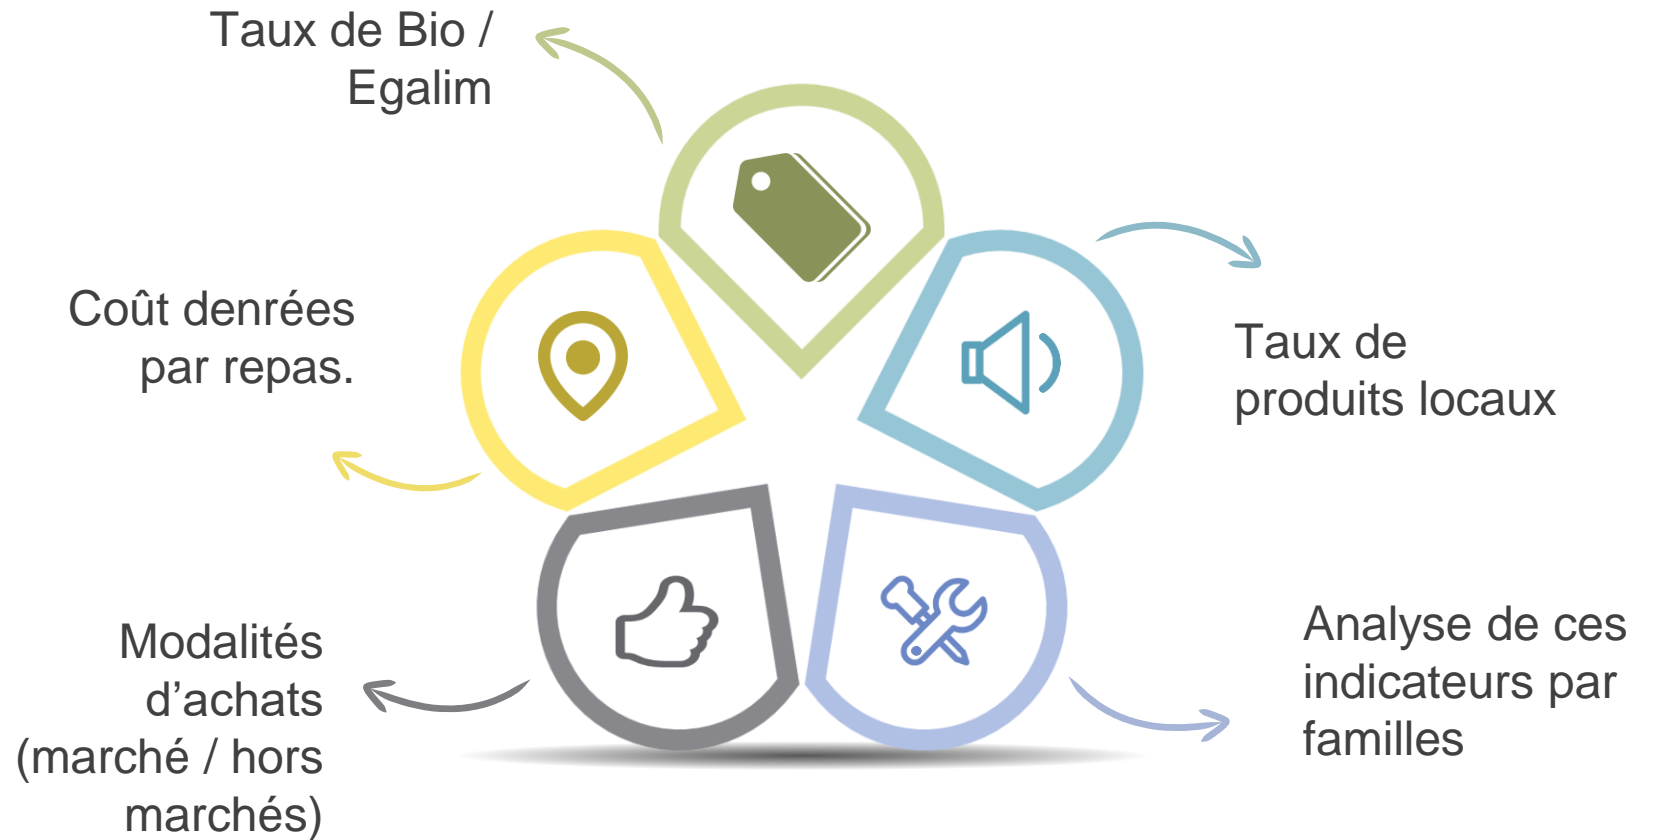 Taux de Bio /
Egalim
Coût denrées
par repas.
Taux de
produits locaux
Modalités
d’achats
(marché / hors
marchés)
Analyse de ces
indicateurs par
familles